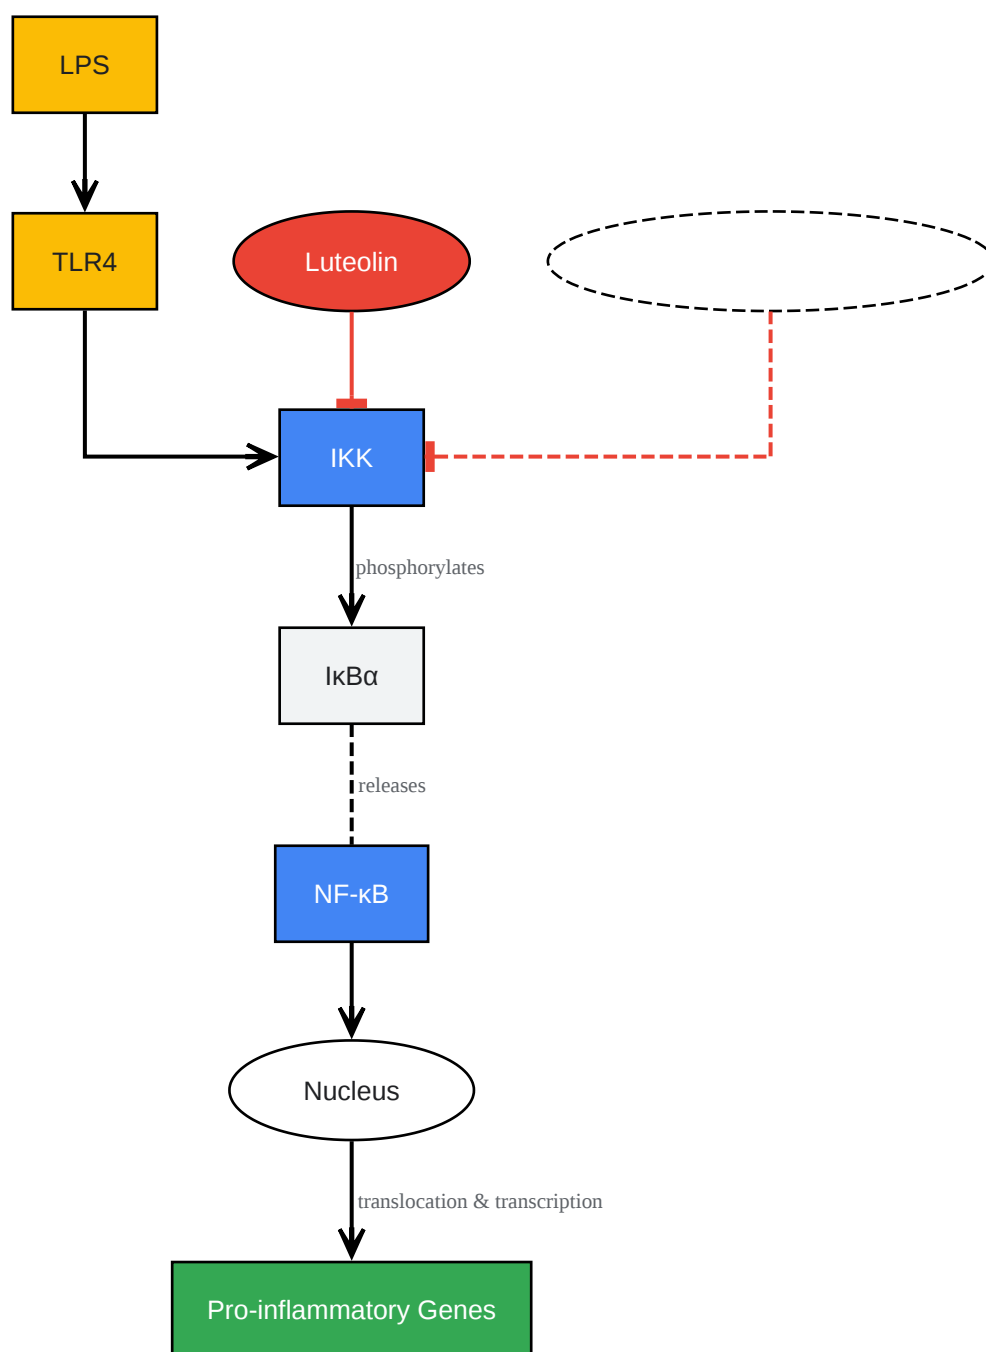 LPS
TLR4
Luteolin
IKK
phosphorylates
IκBα
releases
NF-κB
Nucleus
translocation & transcription
Pro-inflammatory Genes